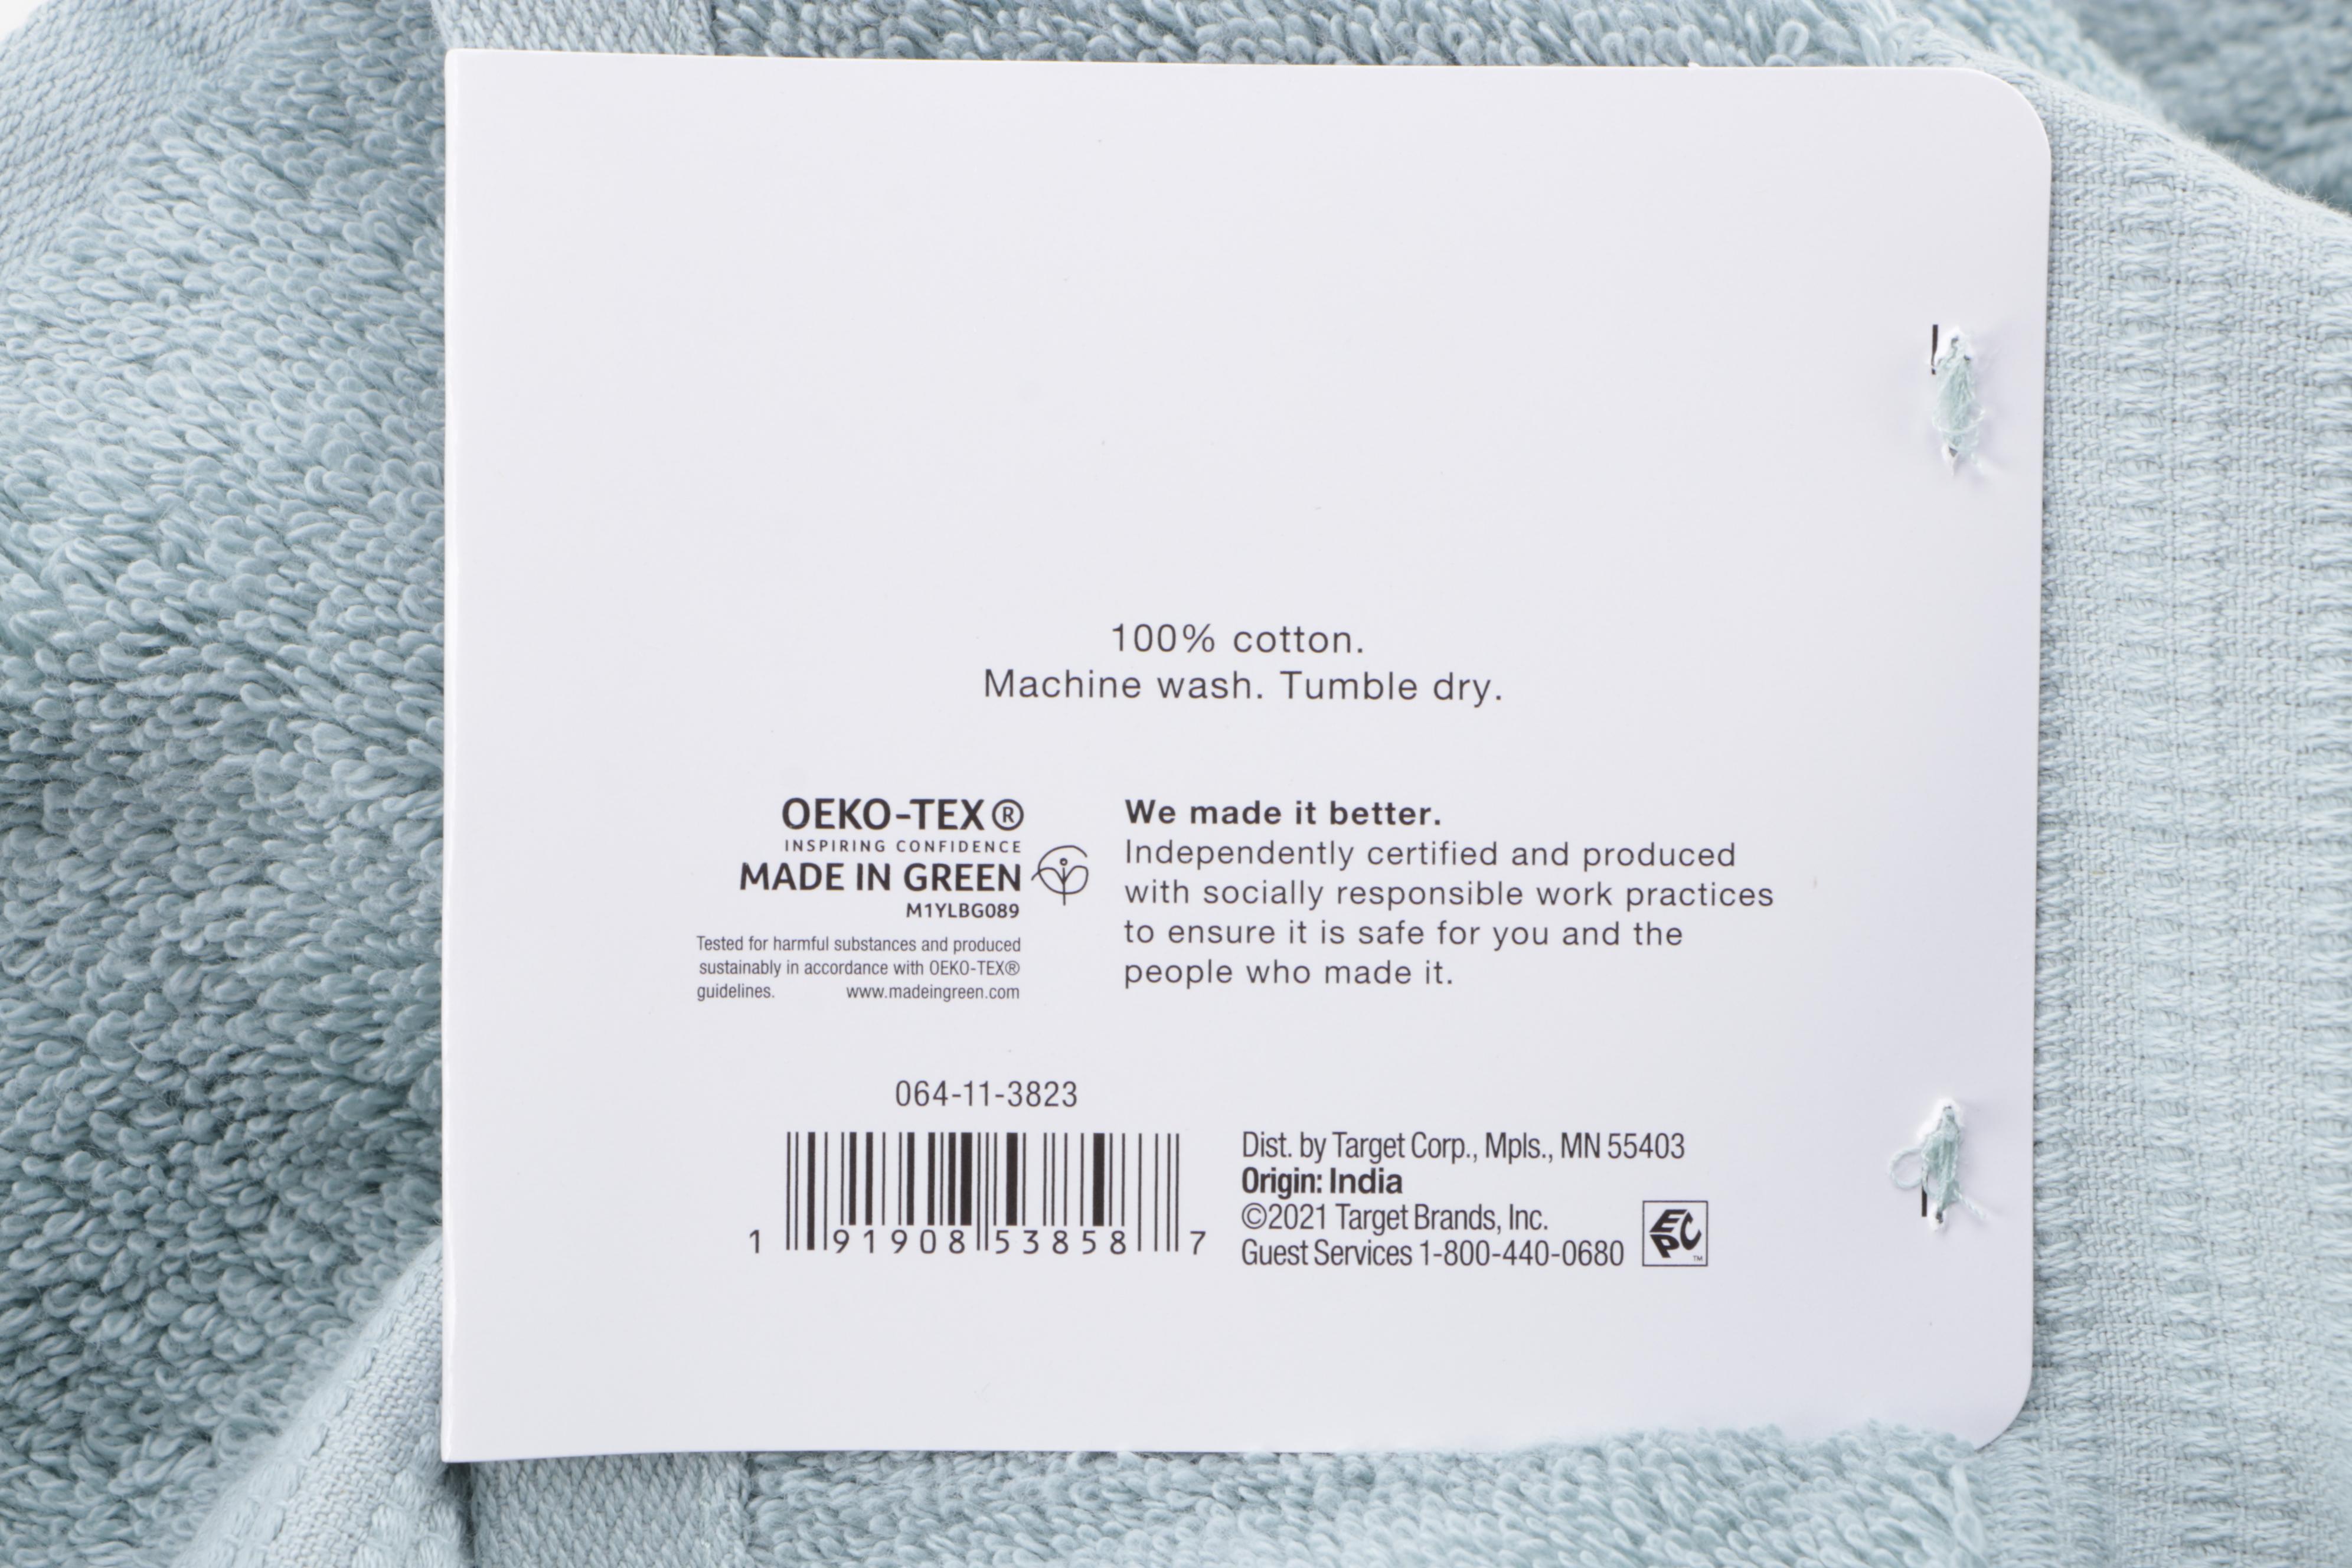 100% cotton.
Machine wash. Tumble dry.
OEKO-TEX®
INSPIRING CONFIDENCE
MADE IN GREEN
M1YLBG089
Tested for harmful substances and produced
sustainably in accordance with OEKO-TEX®
guidelines. www.madeingreen.com
We made it better.
Independently certified and produced
with socially responsible work practices
to ensure it is safe for you and the
people who made it.
064-11-3823
1 91908 53858 7
Dist. by Target Corp., Mpls., MN 55403
Origin: India
©2021 Target Brands, Inc.
Guest Services 1-800-440-0680
EPC™